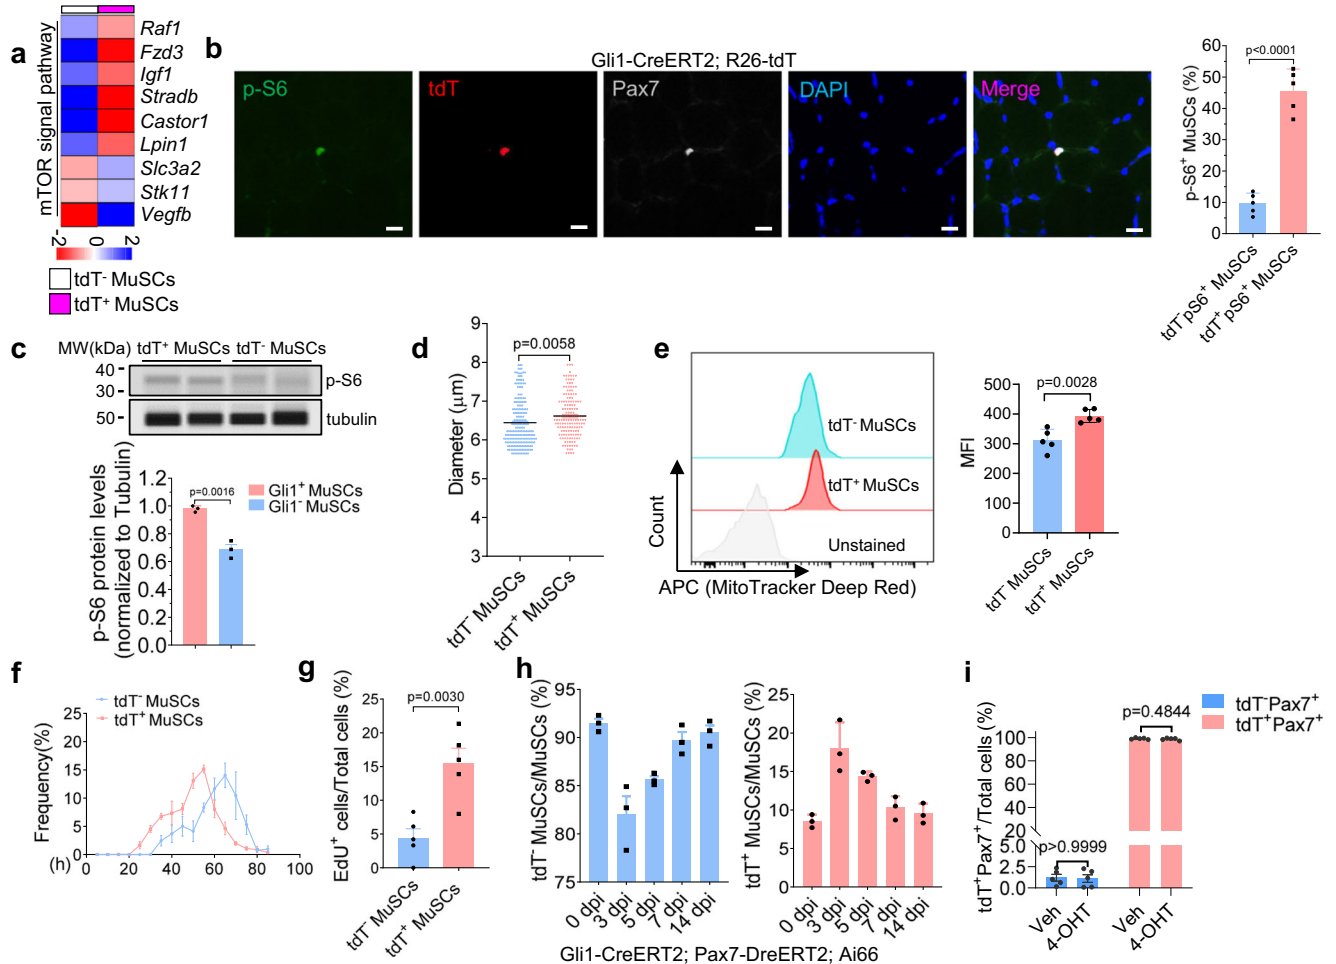 a
mTOR signal pathway
Raf1
Fzd3
Igf1
Stradb
Castor1
Lpin1
Slc3a2
Stk11
Vegfb
-2 0 2
tdT- MuSCs
tdT+ MuSCs
b
Gli1-CreERT2; R26-tdT
p-S6 tdT Pax7 DAPI Merge
p-S6+ MuSCs (%)
p<0.0001
60
50
40
30
20
10
0
tdT-pS6+ MuSCs
tdT+pS6+ MuSCs
c
MW(kDa) tdT+ MuSCs tdT- MuSCs
40
30
p-S6
50
tubulin
p-S6 protein levels
(normalized to Tubulin)
1.2
1.0
0.8
0.6
0.4
0.2
0.0
p=0.0016
Gli1+ MuSCs
Gli1- MuSCs
d
Diameter (μm)
9
8
7
6
5
4
3
p=0.0058
tdT- MuSCs
tdT+ MuSCs
e
Count
tdT- MuSCs
tdT+ MuSCs
Unstained
APC (MitoTracker Deep Red)
MFI
500
400
300
200
100
0
p=0.0028
tdT- MuSCs
tdT+ MuSCs
f
tdT- MuSCs
tdT+ MuSCs
Frequency(%)
25
20
15
10
5
0
(h) 0 20 40 60 80 100
g
EdU+ cells/Total cells (%)
25
20
15
10
5
0
p=0.0030
tdT- MuSCs
tdT+ MuSCs
h
tdT- MuSCs/MuSCs (%)
95
90
85
80
75
0 dpi
3 dpi
5 dpi
7 dpi
14 dpi
tdT+ MuSCs/MuSCs (%)
25
20
15
10
5
0
0 dpi
3 dpi
5 dpi
7 dpi
14 dpi
Gli1-CreERT2; Pax7-DreERT2; Ai66
i
tdT-Pax7+
tdT+Pax7+
tdT+Pax7+/Total cells (%)
p=0.4844
100
80
60
40
20
5.0
2.5
0.0
p>0.9999
Veh
4-OHT
Veh
4-OHT